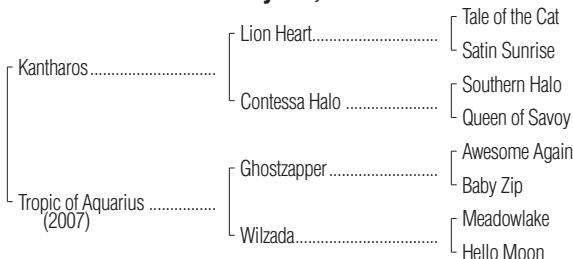 Tale of the Cat
Lion Heart
Satin Sunrise
Kantharos
Southern Halo
Contessa Halo
Queen of Savoy
Awesome Again
Ghostzapper
Baby Zip
Tropic of Aquarius
(2007)
Meadowlake
Wilzada
Hello Moon